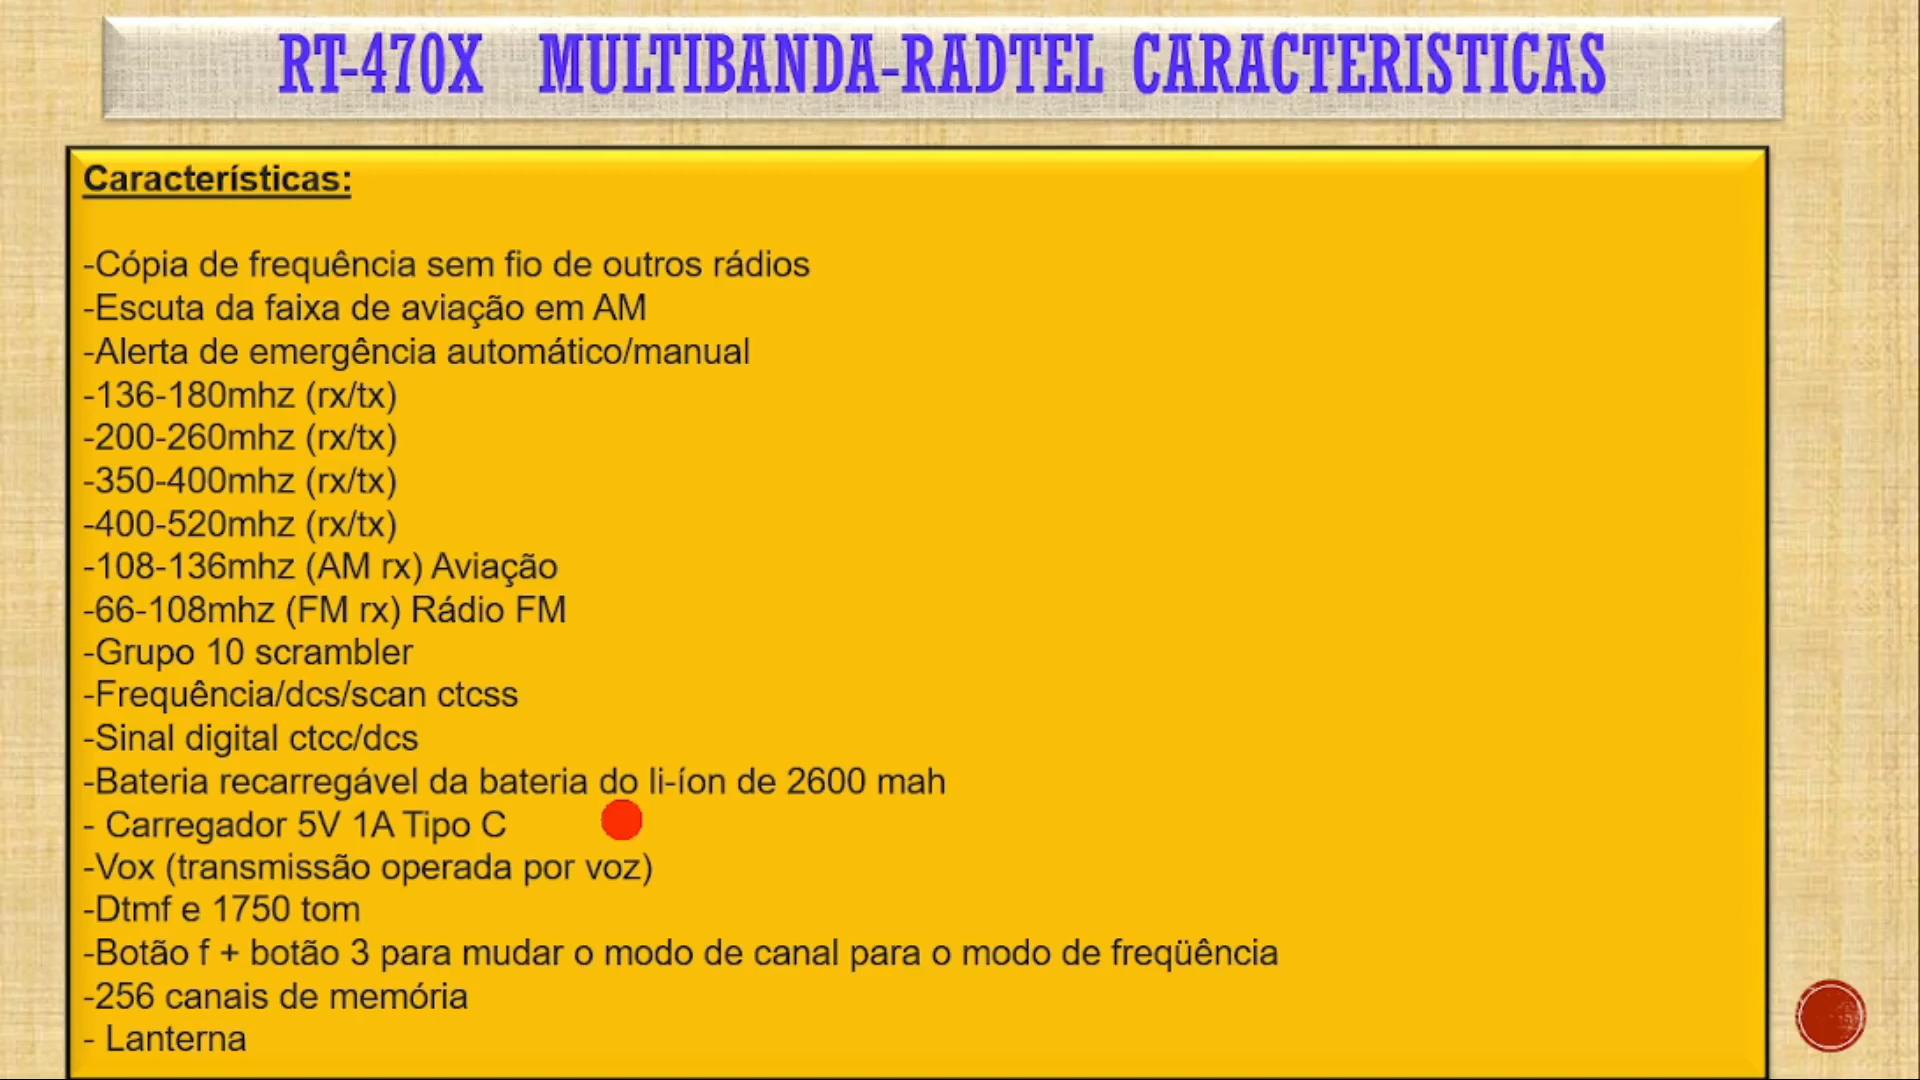 RT-470X MULTIBANDA-RADTEL CARACTERISTICAS
Características:
-Cópia de frequência sem fio de outros rádios
-Escuta da faixa de aviação em AM
-Alerta de emergência automático/manual
-136-180mhz (rx/tx)
-200-260mhz (rx/tx)
-350-400mhz (rx/tx)
-400-520mhz (rx/tx)
-108-136mhz (AM rx) Aviação
-66-108mhz (FM rx) Rádio FM
-Grupo 10 scrambler
-Frequência/dcs/scan ctcss
-Sinal digital ctcc/dcs
-Bateria recarregável da bateria do li-íon de 2600 mah
- Carregador 5V 1A Tipo C
-Vox (transmissão operada por voz)
-Dtmf e 1750 tom
-Botão f + botão 3 para mudar o modo de canal para o modo de freqüência
-256 canais de memória
- Lanterna